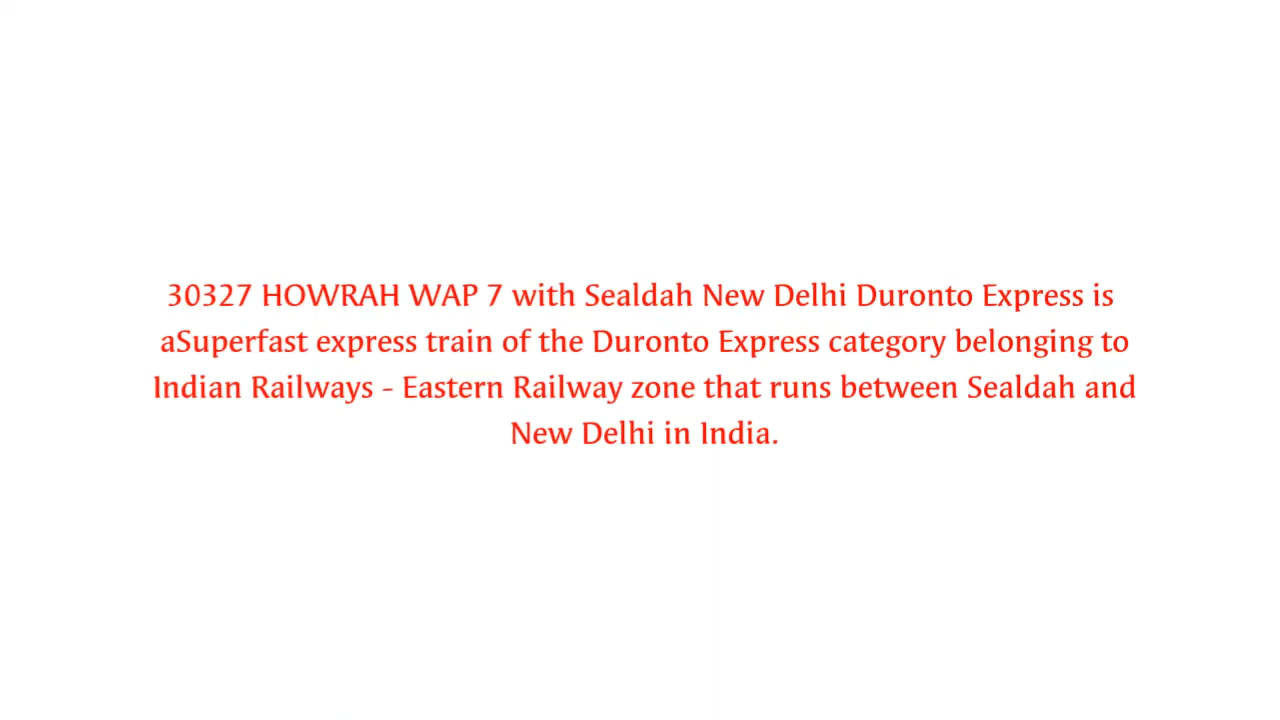 30327 HOWRAH WAP 7 with Sealdah New Delhi Duronto Express is
aSuperfast express train of the Duronto Express category belonging to
Indian Railways - Eastern Railway zone that runs between Sealdah and
New Delhi in India.